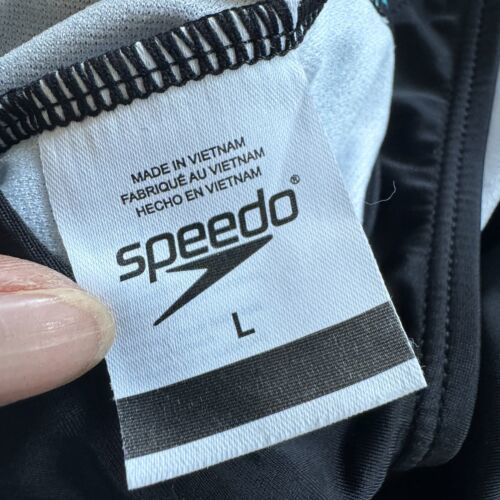 MADE IN VIETNAM
FABRIQUÉ AU VIETNAM
HECHO EN VIETNAM
speedo®
L